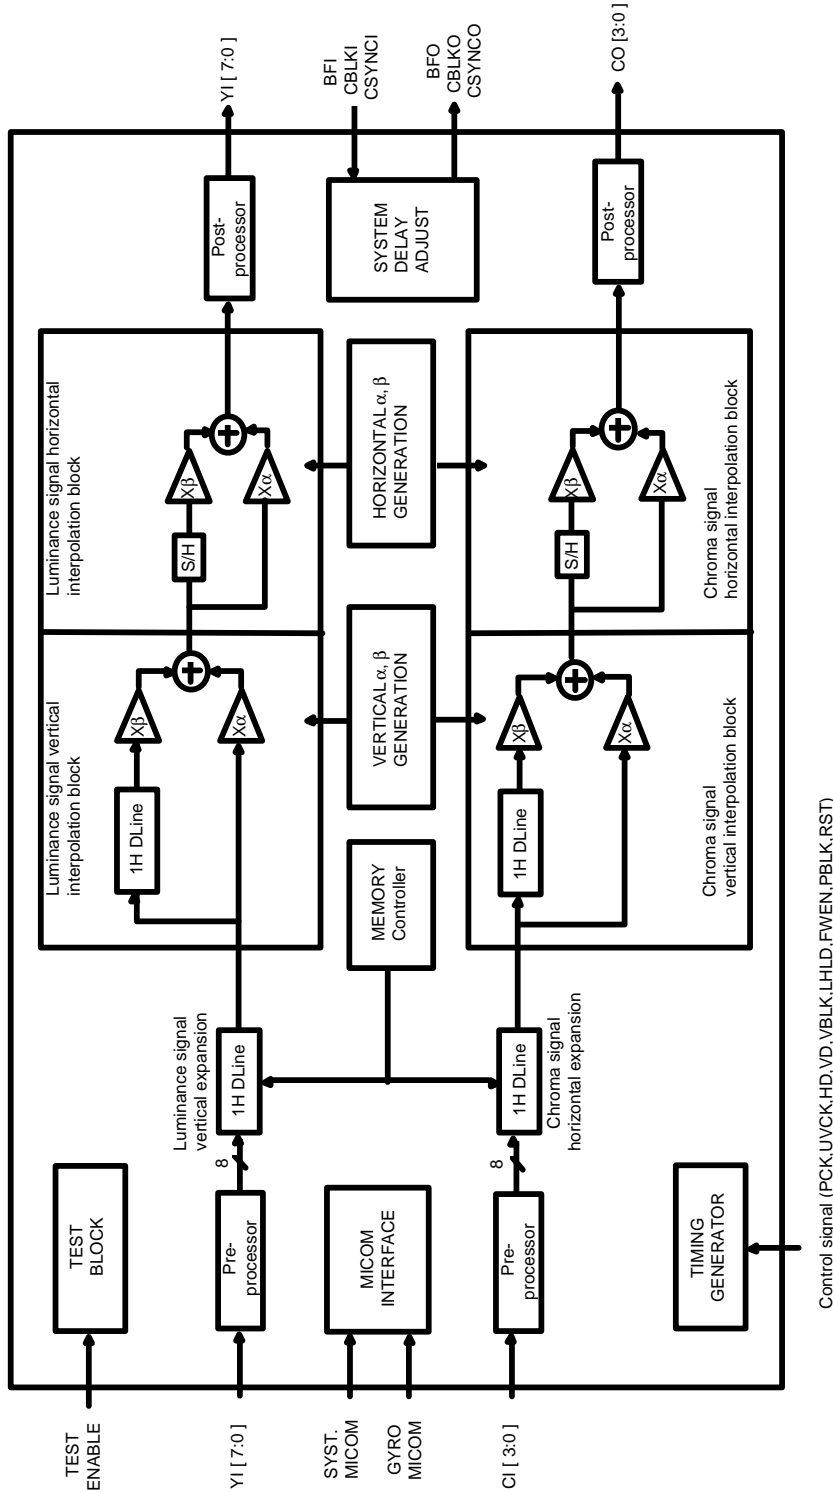 TEST
ENABLE
YI [ 7:0 ]
SYST.
MICOM
GYRO
MICOM
CI [ 3:0 ]
TEST
BLOCK
Pre-
processor
MICOM
INTERFACE
Pre-
processor
TIMING
GENERATOR
Control signal (PCK,UVCK,HD,VD,VBLK,LHLD,FWEN,PBLK,RST)
8
8
Luminance signal
vertical expansion
1H DLine
Chroma signal
horizontal expansion
1H DLine
MEMORY
Controller
Luminance signal vertical
interpolation block
1H DLine
Xβ
Xα
VERTICAL α, β
GENERATION
1H DLine
Xβ
Xα
Chroma signal
vertical interpolation block
Luminance signal horizontal
interpolation block
S/H
Xβ
Xα
HORIZONTAL α, β
GENERATION
S/H
Xβ
Xα
Chroma signal
horizontal interpolation block
Post-
processor
SYSTEM
DELAY
ADJUST
Post-
processor
YI [ 7:0 ]
BFI
CBLKI
CSYNCI
BFO
CBLKO
CSYNCO
CO [3:0 ]